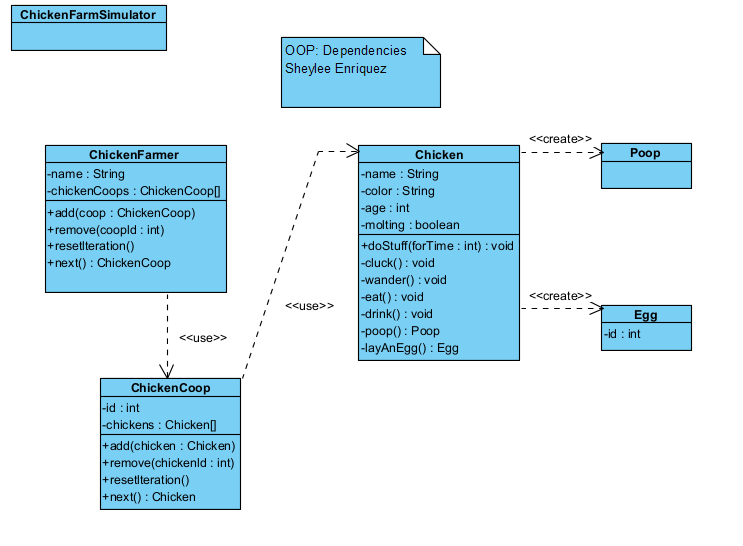 ChickenFarmSimulator
OOP: Dependencies
Sheylee Enriquez
ChickenFarmer
-name : String
-chickenCoops : ChickenCoop[]
+add(coop : ChickenCoop)
+remove(coopId : int)
+resetIteration()
+next() : ChickenCoop
<<use>>
ChickenCoop
-id : int
-chickens : Chicken[]
+add(chicken : Chicken)
+remove(chickenId : int)
+resetIteration()
+next() : Chicken
<<use>>
Chicken
-name : String
-color : String
-age : int
-molting : boolean
+doStuff(forTime : int) : void
-cluck() : void
-wander() : void
-eat() : void
-drink() : void
-poop() : Poop
-layAnEgg() : Egg
<<create>>
Poop
<<create>>
Egg
-id : int